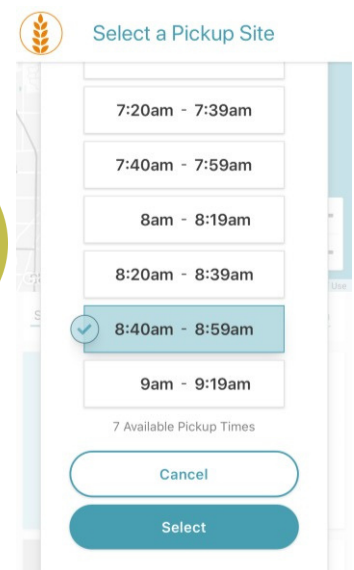 Select a Pickup Site
7:20am - 7:39am
7:40am - 7:59am
8am - 8:19am
8:20am - 8:39am
Use
8:40am - 8:59am
9am - 9:19am
7 Available Pickup Times
Cancel
Select